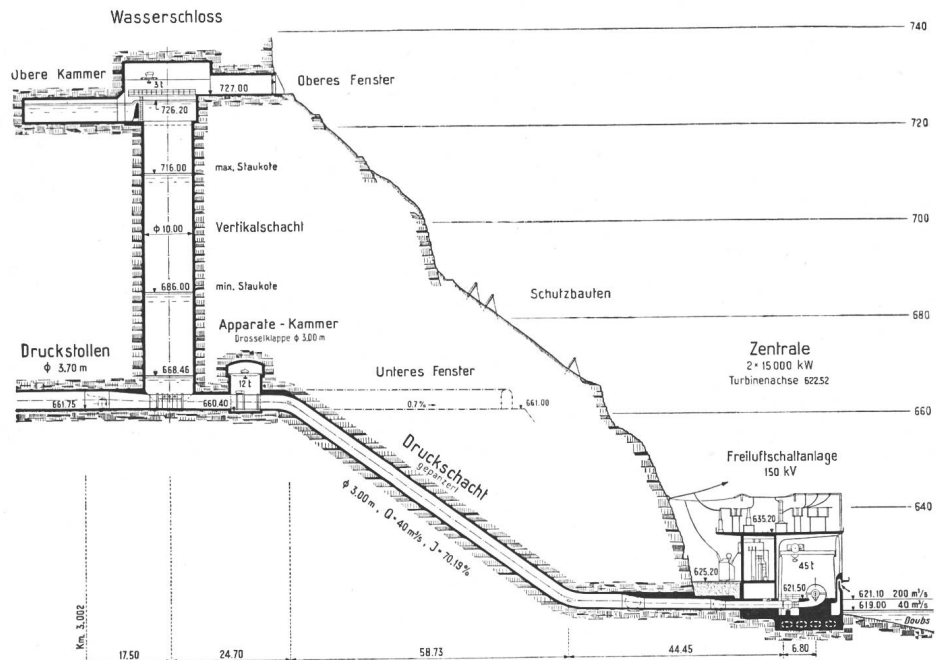 Wasserschloss
740
Obere Kammer
3 t
727.00
Oberes Fenster
726.20
720
716.00
max. Staukote
ϕ 10.00
Vertikalschacht
700
686.00
min. Staukote
Schutzbauten
680
Apparate - Kammer
Drosselklappe ϕ 3,00 m
Druckstollen
ϕ 3,70 m
668.46
12 t
Unteres Fenster
Zentrale
2 × 15000 kW
Turbinenachse 622.52
661.75
660.40
0.7 %
661.00
660
Druckschacht
gepanzert
ϕ 3,00 m, Q = 40 m³/s, J = 70.19 %
Freiluftschaltanlage
150 kV
640
635.20
45 t
625.20
621.50
621.10 200 m³/s
619.00 40 m³/s
Doubs
Km. 3,002
17,50
24.70
58.73
44.45
6.80